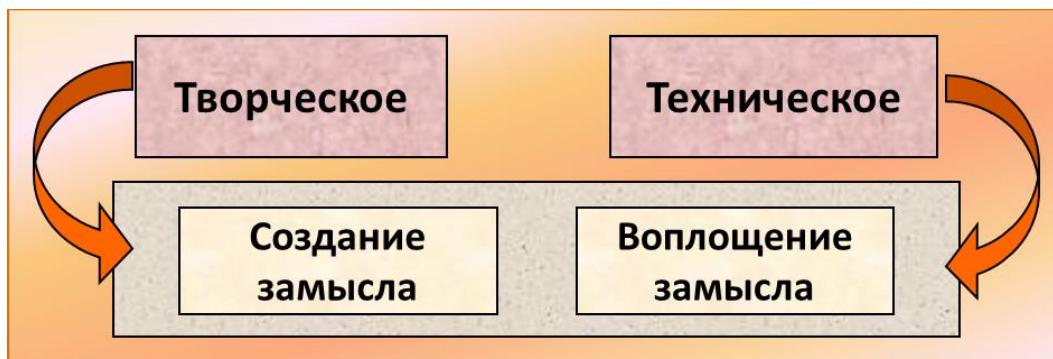 Творческое
Техническое
Создание
замысла
Воплощение
замысла